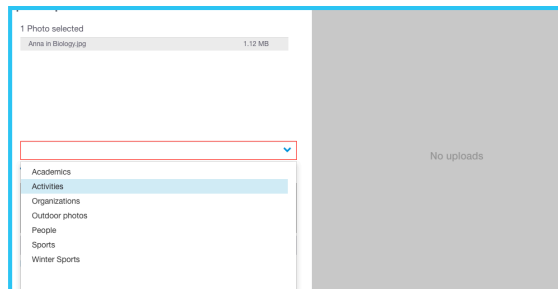 1 Photo selected
Anna in Biology.jpg 1.12 MB
No uploads
Academics
Activities
Organizations
Outdoor photos
People
Sports
Winter Sports